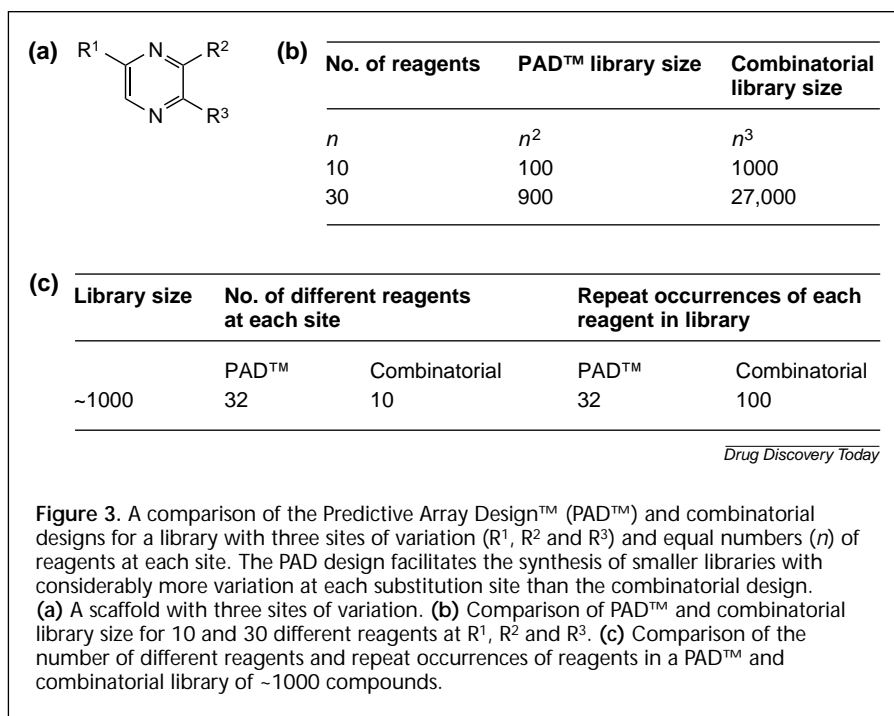 (a) R¹ N R²
N R³
(b) No. of reagents PAD™ library size Combinatorial
library size
n n² n³
10 100 1000
30 900 27,000
(c) Library size No. of different reagents Repeat occurrences of each
at each site reagent in library
PAD™ Combinatorial PAD™ Combinatorial
~1000 32 10 32 100
Drug Discovery Today
Figure 3. A comparison of the Predictive Array Design™ (PAD™) and combinatorial
designs for a library with three sites of variation (R¹, R² and R³) and equal numbers (n) of
reagents at each site. The PAD design facilitates the synthesis of smaller libraries with
considerably more variation at each substitution site than the combinatorial design.
(a) A scaffold with three sites of variation. (b) Comparison of PAD™ and combinatorial
library size for 10 and 30 different reagents at R¹, R² and R³. (c) Comparison of the
number of different reagents and repeat occurrences of reagents in a PAD™ and
combinatorial library of ~1000 compounds.